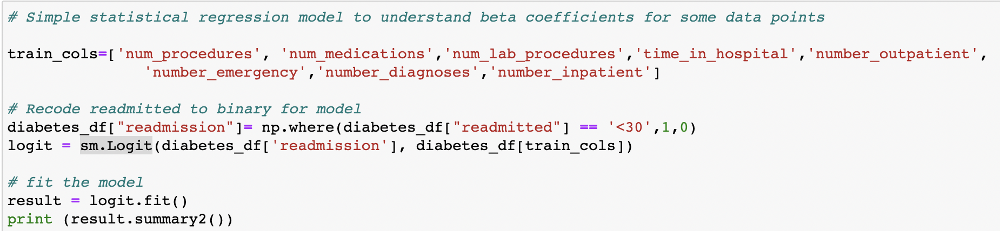 # Simple statistical regression model to understand beta coefficients for some data points
train_cols=['num_procedures', 'num_medications','num_lab_procedures','time_in_hospital','number_outpatient',
'number_emergency','number_diagnoses','number_inpatient']
# Recode readmitted to binary for model
diabetes_df["readmission"]= np.where(diabetes_df["readmitted"] == '<30',1,0)
logit = sm.Logit(diabetes_df['readmission'], diabetes_df[train_cols])
# fit the model
result = logit.fit()
print (result.summary2())